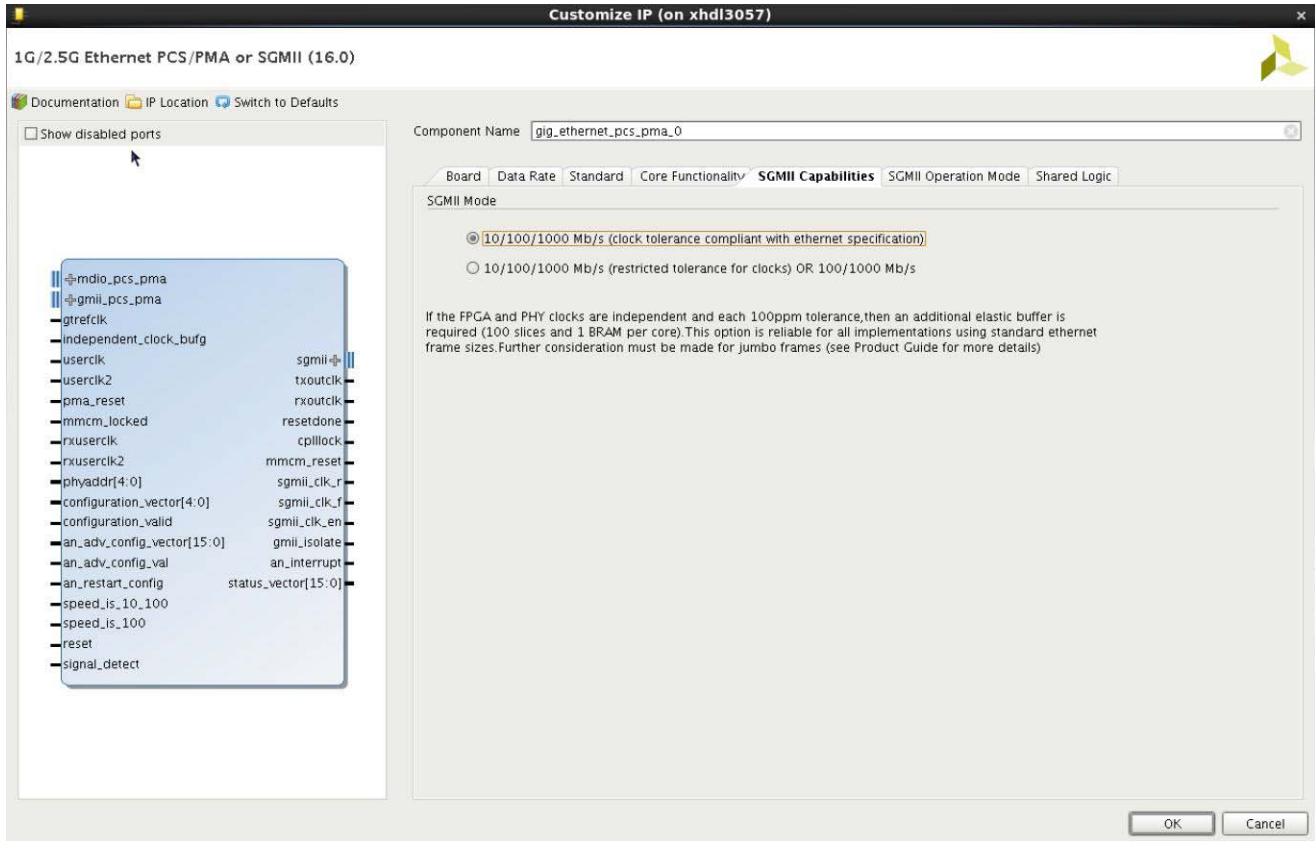 Customize IP (on xhdl3057)
1G/2.5G Ethernet PCS/PMA or SGMII (16.0)
Documentation IP Location Switch to Defaults
Show disabled ports
mdio_pcs_pma
gmii_pcs_pma
gtrefclk
independent_clock_bufg
userclk
userclk2
pma_reset
mmcm_locked
rxuserclk
rxuserclk2
phyaddr[4:0]
configuration_vector[4:0]
configuration_valid
an_adv_config_vector[15:0]
an_adv_config_val
an_restart_config
speed_is_10_100
speed_is_100
reset
signal_detect
sgmii
txoutclk
rxoutclk
resetdone
cplllock
mmcm_reset
sgmii_clk_r
sgmii_clk_f
sgmii_clk_en
gmii_isolate
an_interrupt
status_vector[15:0]
Component Name gig_ethernet_pcs_pma_0
Board Data Rate Standard Core Functionality SGMII Capabilities SGMII Operation Mode Shared Logic
SGMII Mode
10/100/1000 Mb/s (clock tolerance compliant with ethernet specification)
10/100/1000 Mb/s (restricted tolerance for clocks) OR 100/1000 Mb/s
If the FPGA and PHY clocks are independent and each 100ppm tolerance,then an additional elastic buffer is
required (100 slices and 1 BRAM per core).This option is reliable for all implementations using standard ethernet
frame sizes.Further consideration must be made for jumbo frames (see Product Guide for more details)
OK Cancel